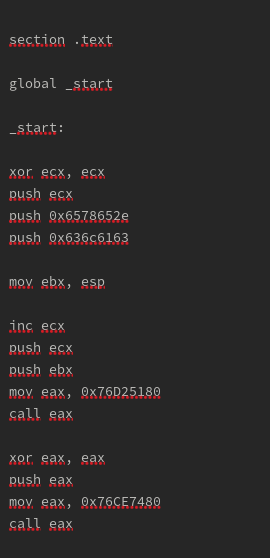 section .text
global _start
_start:
xor ecx, ecx
push ecx
push 0x6578652e
push 0x636c6163
mov ebx, esp
inc ecx
push ecx
push ebx
mov eax, 0x76D25180
call eax
xor eax, eax
push eax
mov eax, 0x76CE7480
call eax